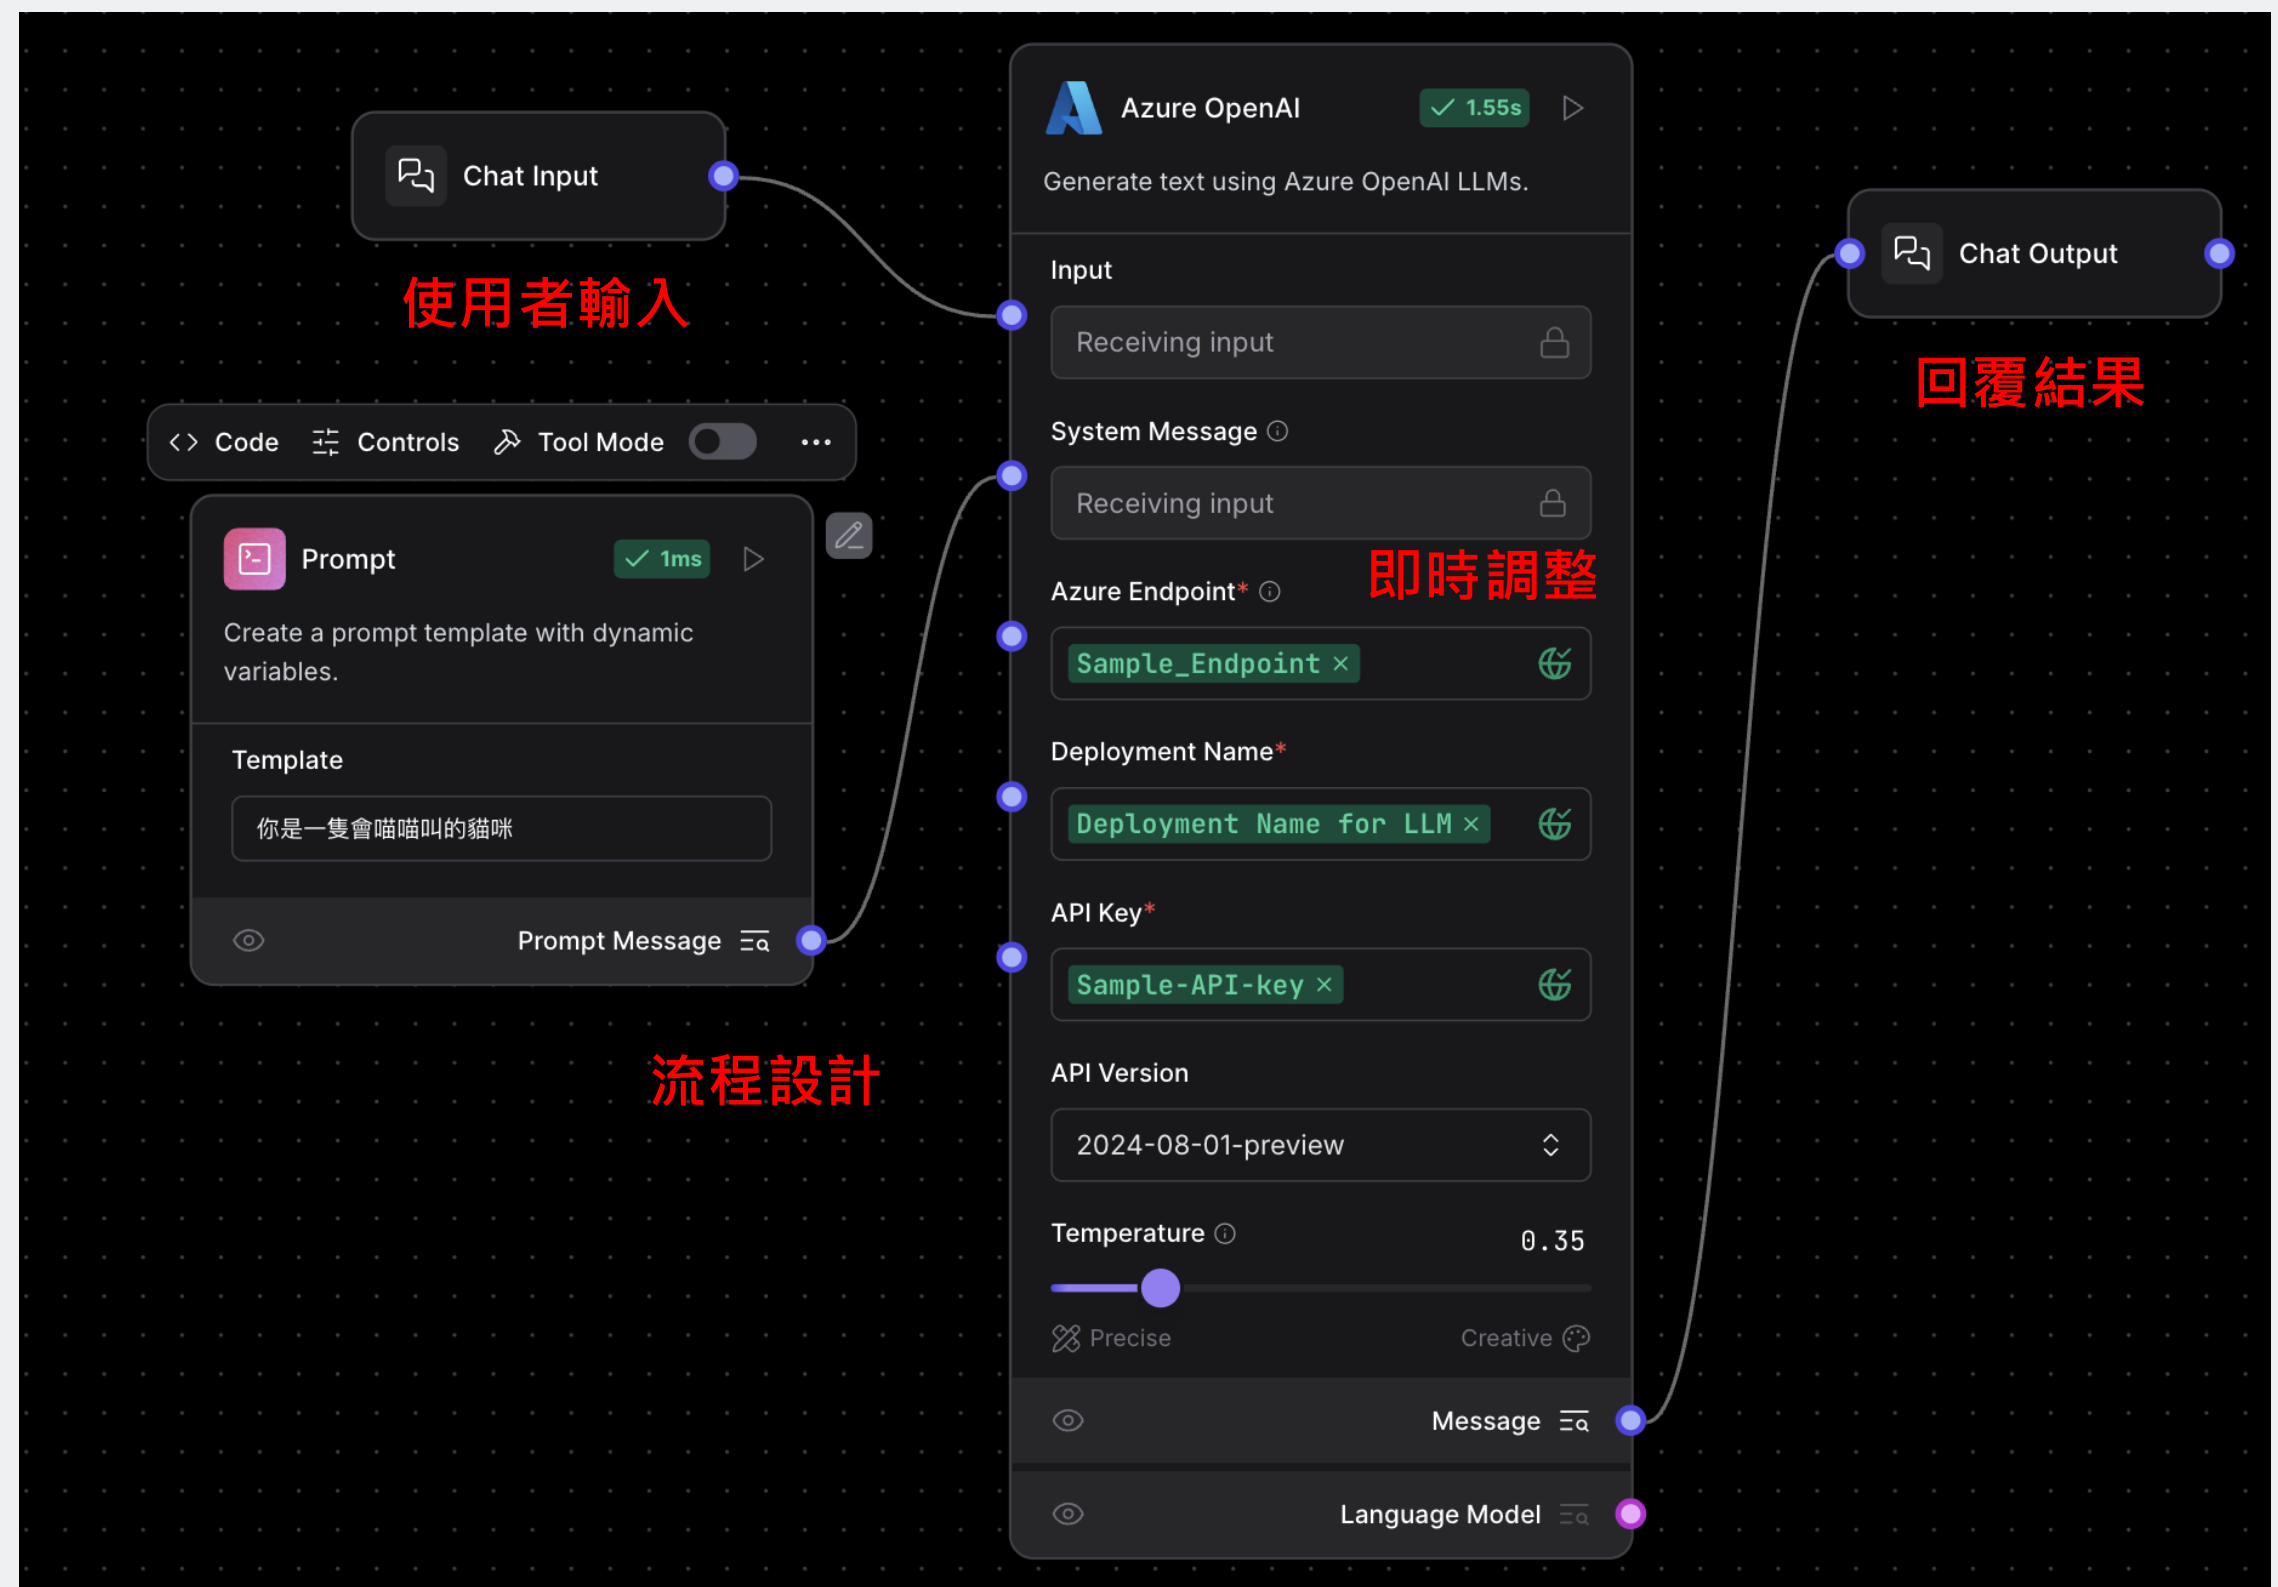 Chat Input
使用者輸入
Code Controls Tool Mode
Prompt 1ms
Create a prompt template with dynamic
variables.
Template
你是一隻會喵喵叫的貓咪
Prompt Message
流程設計
Azure OpenAI 1.55s
Generate text using Azure OpenAI LLMs.
Input
Receiving input
System Message
Receiving input
即時調整
Azure Endpoint*
Sample_Endpoint ×
Deployment Name*
Deployment Name for LLM ×
API Key*
Sample-API-key ×
API Version
2024-08-01-preview
Temperature 0.35
Precise Creative
Message
Language Model
Chat Output
回覆結果